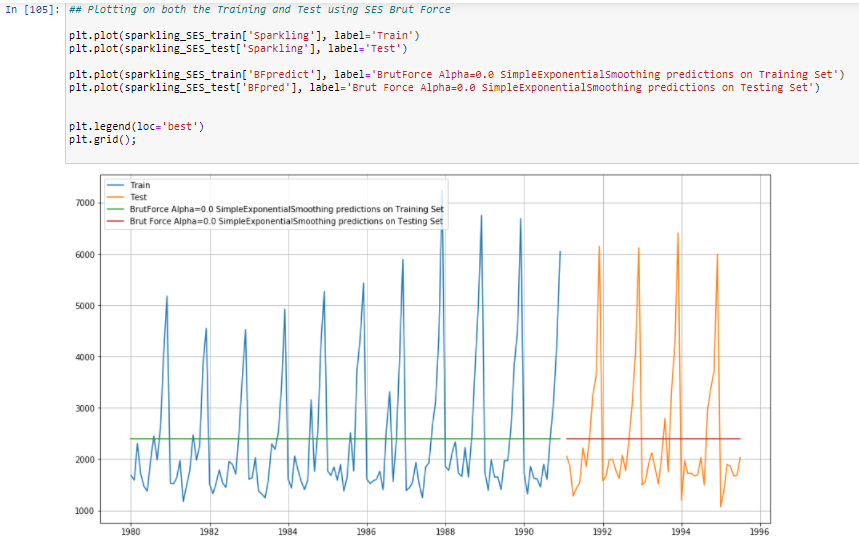 In [105]: ## PLotting on both the Training and Test using SES Brut Force
plt.plot(sparkling_SES_train['Sparkling'], label='Train')
plt.plot(sparkling_SES_test['Sparkling'], label='Test')
plt.plot(sparkling_SES_train['BFpredict'], label='BrutForce Alpha=0.0 SimpleExponentialSmoothing predictions on Training Set')
plt.plot(sparkling_SES_test['BFpred'], label='Brut Force Alpha=0.0 SimpleExponentialSmoothing predictions on Testing Set')
plt.legend(loc='best')
plt.grid();
Train
Test
BrutForce Alpha=0.0 SimpleExponentialSmoothing predictions on Training Set
Brut Force Alpha=0.0 SimpleExponentialSmoothing predictions on Testing Set
7000
6000
5000
4000
3000
2000
1000
1980 1982 1984 1986 1988 1990 1992 1994 1996